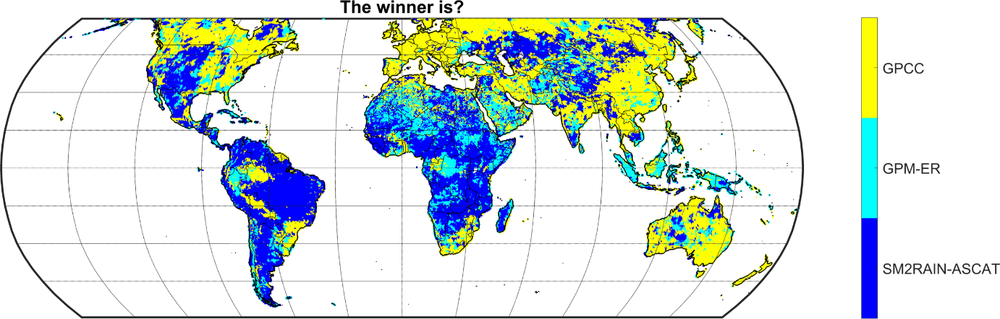 The winner is?
GPCC
GPM-ER
SM2RAIN-ASCAT